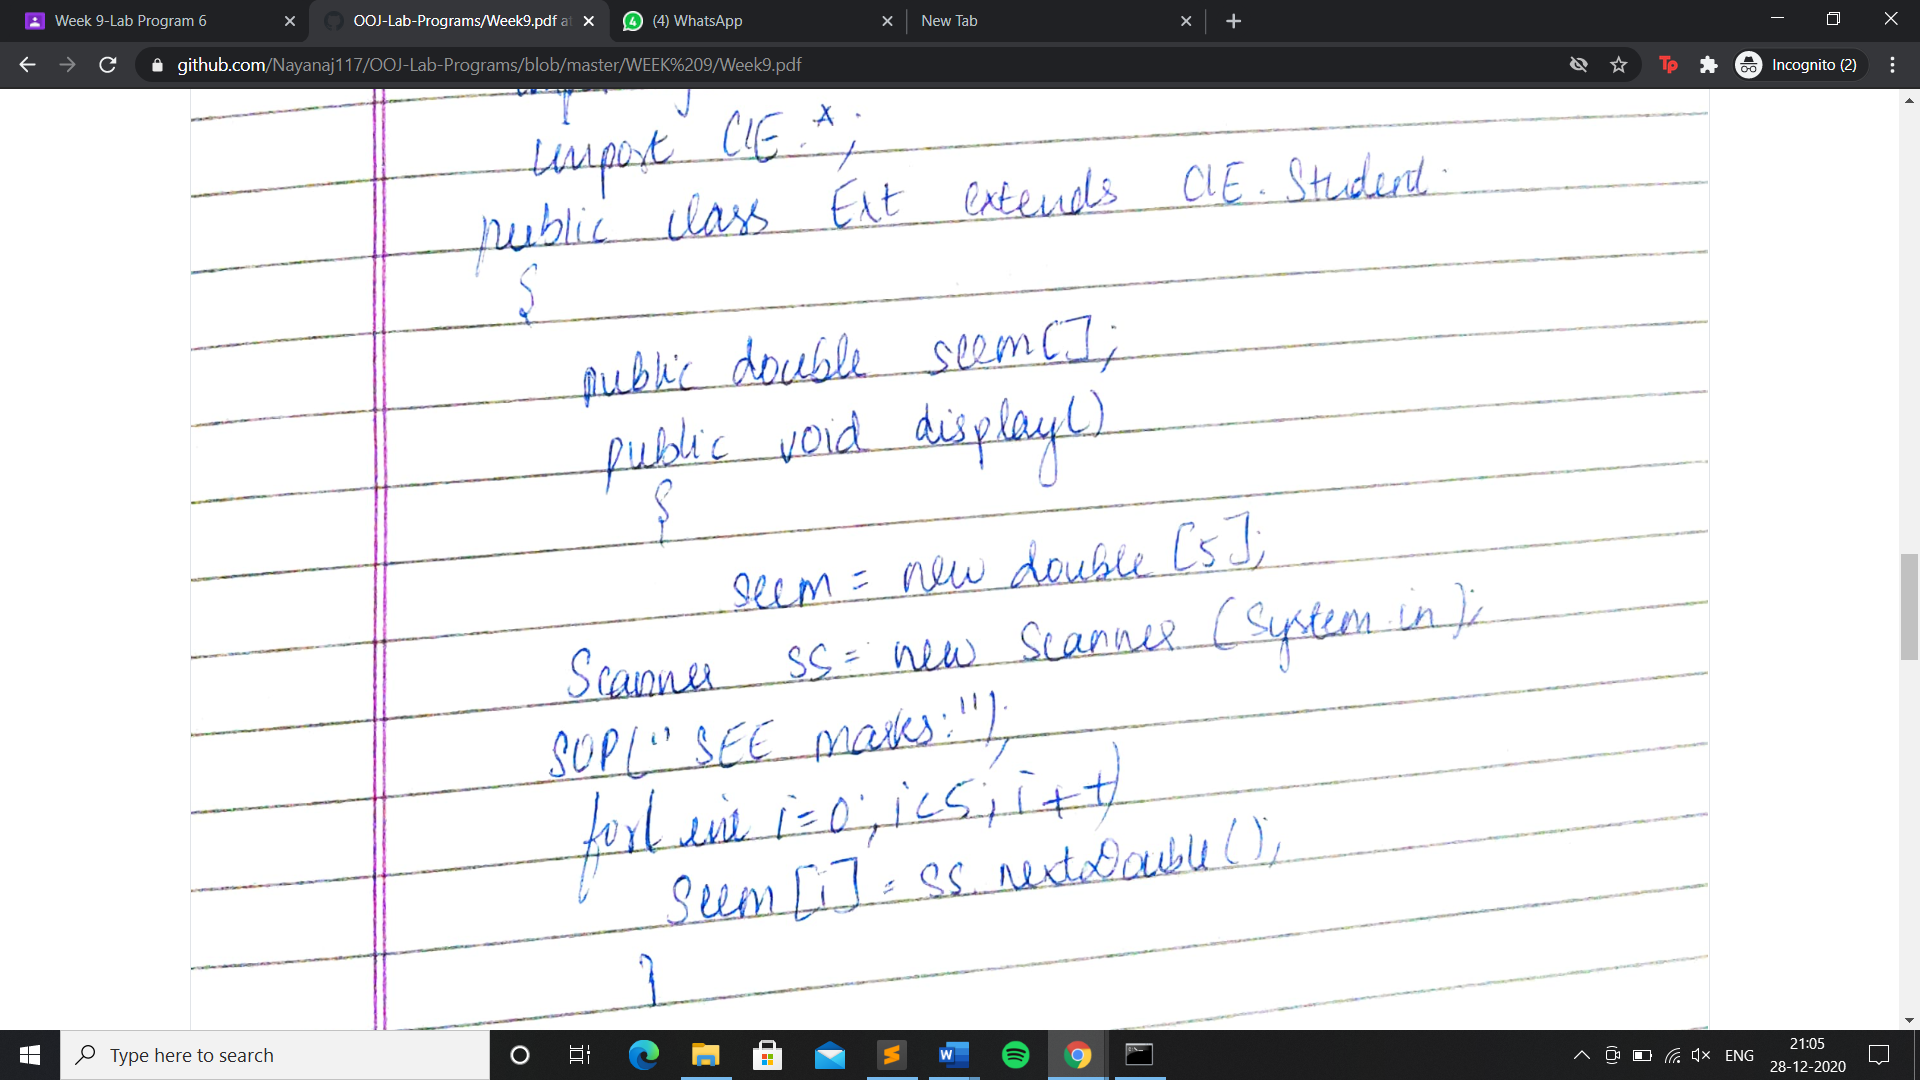 Week 9-Lab Program 6
OOJ-Lab-Programs/Week9.pdf at
(4) WhatsApp
New Tab
github.com/Nayanaj117/OOJ-Lab-Programs/blob/master/WEEK%209/Week9.pdf
Incognito (2)
import CIE.*;
public class Ext extends CIE.Student
{
public double seem[];
public void display()
{
seem = new double [5];
Scanner ss = new Scanner (System.in);
SOP(" SEE marks:");
for( int i=0; i<5; i++)
seem [i] = ss.nextDouble();
}
Type here to search
ENG
21:05
28-12-2020